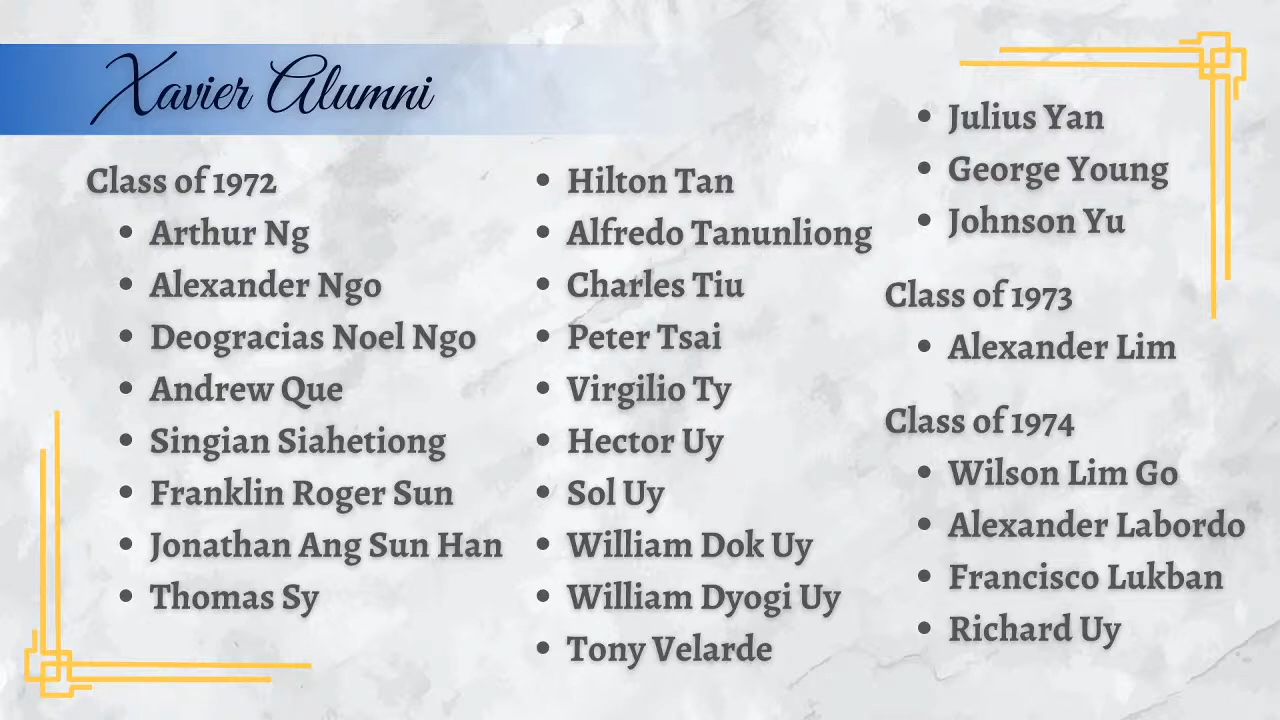 Xavier Alumni
Class of 1972
Arthur Ng
Alexander Ngo
Deogracias Noel Ngo
Andrew Que
Singian Siahetiong
Franklin Roger Sun
Jonathan Ang Sun Han
Thomas Sy
Hilton Tan
Alfredo Tanunliong
Charles Tiu
Peter Tsai
Virgilio Ty
Hector Uy
Sol Uy
William Dok Uy
William Dyogi Uy
Tony Velarde
Julius Yan
George Young
Johnson Yu
Class of 1973
Alexander Lim
Class of 1974
Wilson Lim Go
Alexander Labordo
Francisco Lukban
Richard Uy